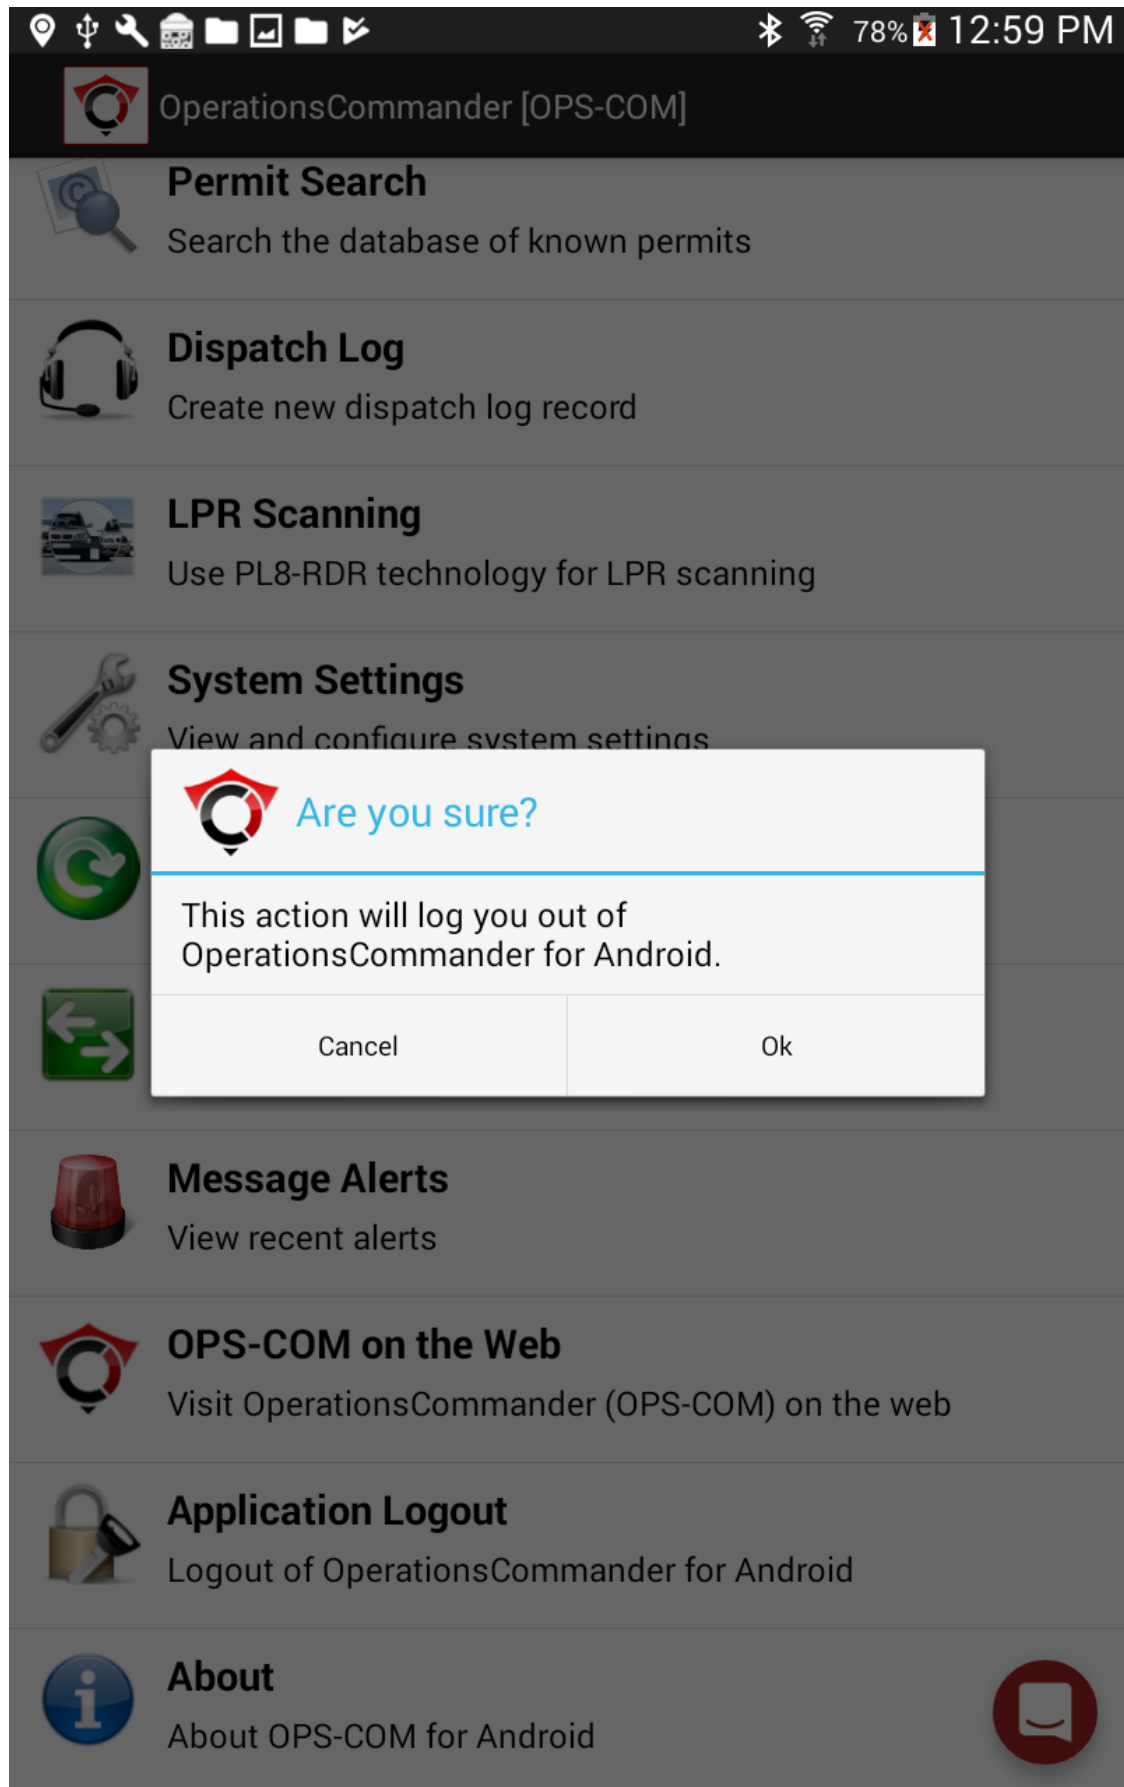 78% 12:59 PM
OperationsCommander [OPS-COM]
Permit Search
Search the database of known permits
Dispatch Log
Create new dispatch log record
LPR Scanning
Use PL8-RDR technology for LPR scanning
System Settings
View and configure system settings
Are you sure?
This action will log you out of
OperationsCommander for Android.
Cancel Ok
Message Alerts
View recent alerts
OPS-COM on the Web
Visit OperationsCommander (OPS-COM) on the web
Application Logout
Logout of OperationsCommander for Android
About
About OPS-COM for Android